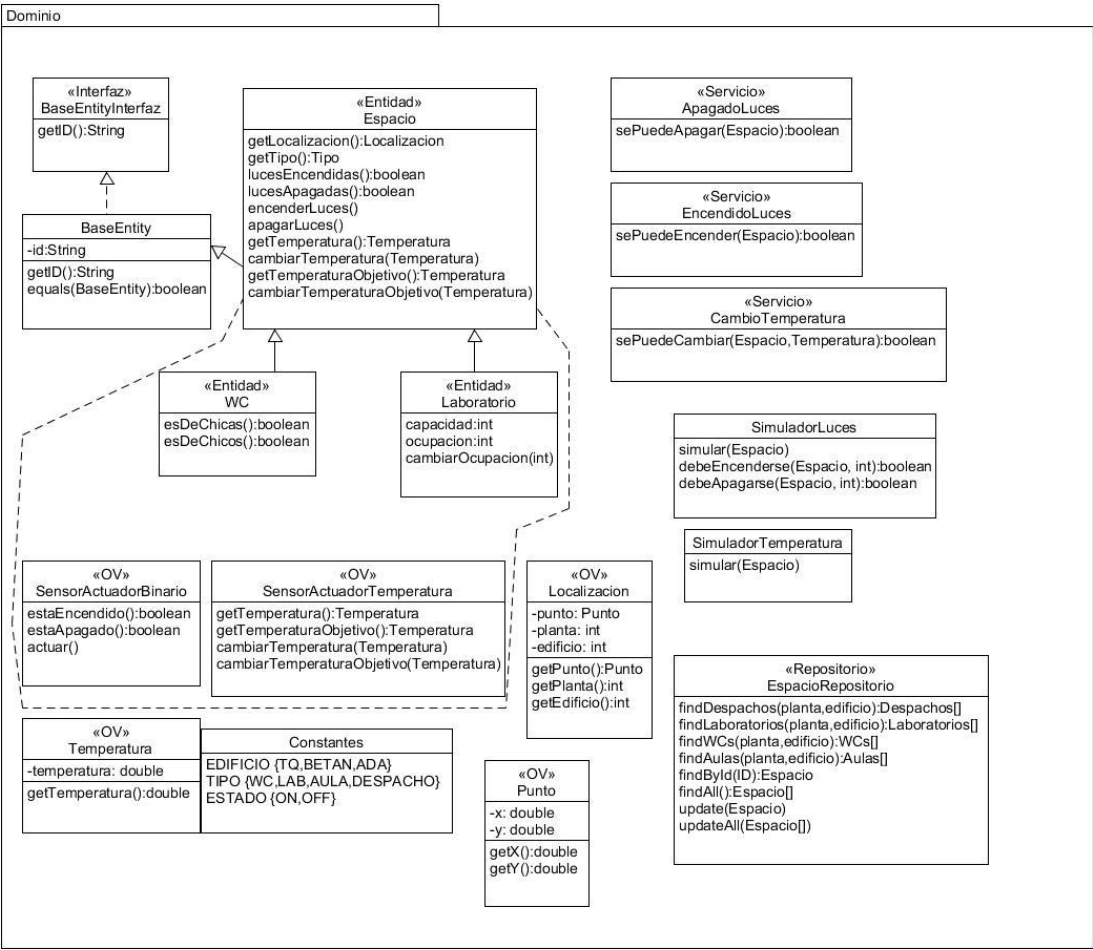 Dominio
«Interfaz»
BaseEntityInterfaz
getID():String
BaseEntity
-id:String
getID():String
equals(BaseEntity):boolean
«Entidad»
Espacio
getLocalizacion():Localizacion
getTipo():Tipo
lucesEncendidas():boolean
lucesApagadas():boolean
encenderLuces()
apagarLuces()
getTemperatura():Temperatura
cambiarTemperatura(Temperatura)
getTemperaturaObjetivo():Temperatura
cambiarTemperaturaObjetivo(Temperatura)
«Servicio»
ApagadoLuces
sePuedeApagar(Espacio):boolean
«Servicio»
EncendidoLuces
sePuedeEncender(Espacio):boolean
«Servicio»
CambioTemperatura
sePuedeCambiar(Espacio,Temperatura):boolean
«Entidad»
WC
esDeChicas():boolean
esDeChicos():boolean
«Entidad»
Laboratorio
capacidad:int
ocupacion:int
cambiarOcupacion(int)
SimuladorLuces
simular(Espacio)
debeEncenderse(Espacio, int):boolean
debeApagarse(Espacio, int):boolean
SimuladorTemperatura
simular(Espacio)
«OV»
SensorActuadorBinario
estaEncendido():boolean
estaApagado():boolean
actuar()
«OV»
SensorActuadorTemperatura
getTemperatura():Temperatura
getTemperaturaObjetivo():Temperatura
cambiarTemperatura(Temperatura)
cambiarTemperaturaObjetivo(Temperatura)
«OV»
Localizacion
-punto: Punto
-planta: int
-edificio: int
getPunto():Punto
getPlanta():int
getEdificio():int
«Repositorio»
EspacioRepositorio
findDespachos(planta,edificio):Despachos[]
findLaboratorios(planta,edificio):Laboratorios[]
findWCs(planta,edificio):WCs[]
findAulas(planta,edificio):Aulas[]
findById(ID):Espacio
findAll():Espacio[]
update(Espacio)
updateAll(Espacio[])
«OV»
Temperatura
-temperatura: double
getTemperatura():double
Constantes
EDIFICIO {TQ,BETAN,ADA}
TIPO {WC,LAB,AULA,DESPACHO}
ESTADO {ON,OFF}
«OV»
Punto
-x: double
-y: double
getX():double
getY():double